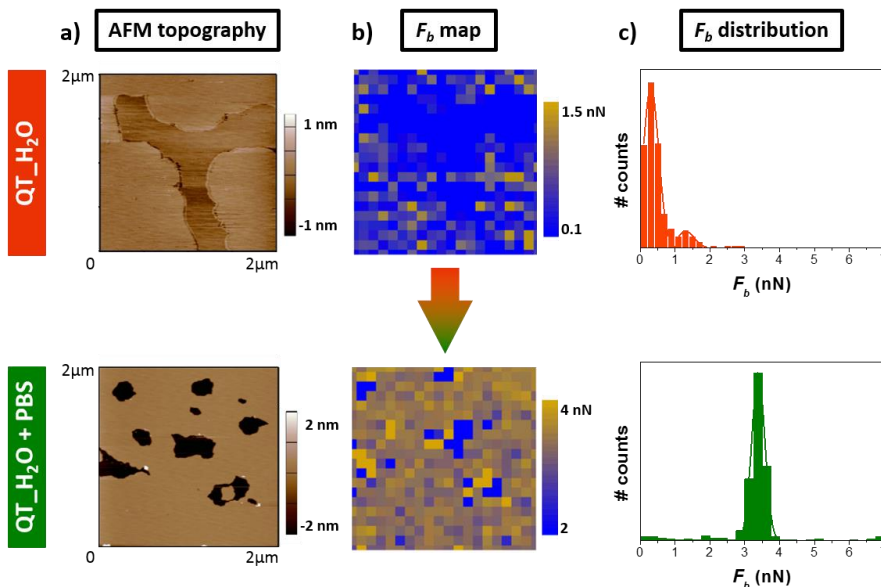 a) AFM topography
b) F_b map
c) F_b distribution
QT_H₂O
2µm
1 nm
-1 nm
0
2µm
1.5 nN
0.1
# counts
0 1 2 3 4 5 6 7
F_b (nN)
QT_H₂O + PBS
2µm
2 nm
-2 nm
0
2µm
4 nN
2
# counts
0 1 2 3 4 5 6 7
F_b (nN)